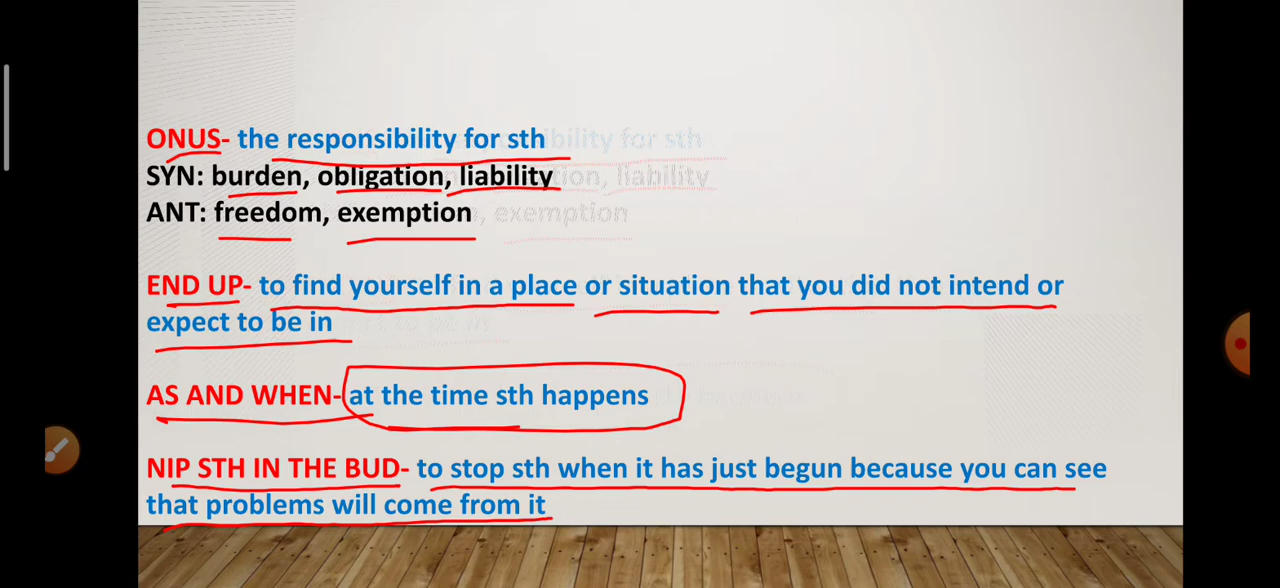 ONUS- the responsibility for sth
SYN: burden, obligation, liability
ANT: freedom, exemption
END UP- to find yourself in a place or situation that you did not intend or
expect to be in
AS AND WHEN- at the time sth happens
NIP STH IN THE BUD- to stop sth when it has just begun because you can see
that problems will come from it